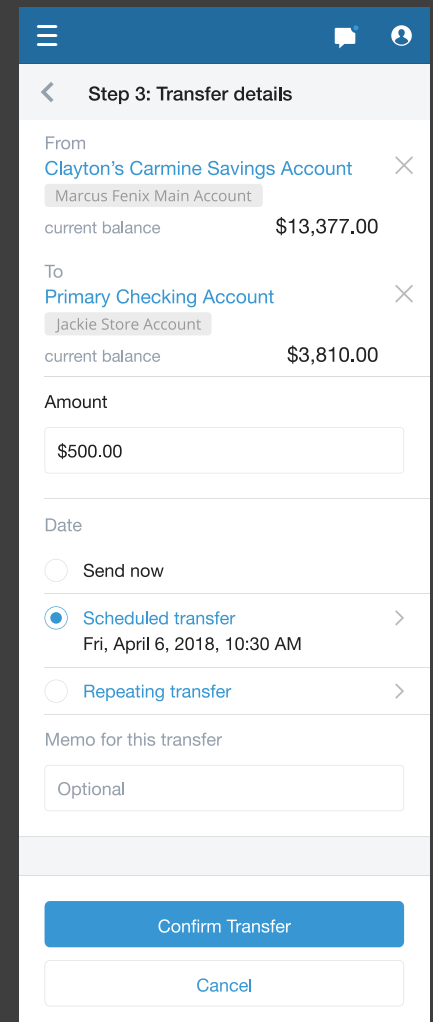 Step 3: Transfer details
From
Clayton’s Carmine Savings Account
Marcus Fenix Main Account
current balance $13,377.00
To
Primary Checking Account
Jackie Store Account
current balance $3,810.00
Amount
$500.00
Date
Send now
Scheduled transfer
Fri, April 6, 2018, 10:30 AM
Repeating transfer
Memo for this transfer
Optional
Confirm Transfer
Cancel